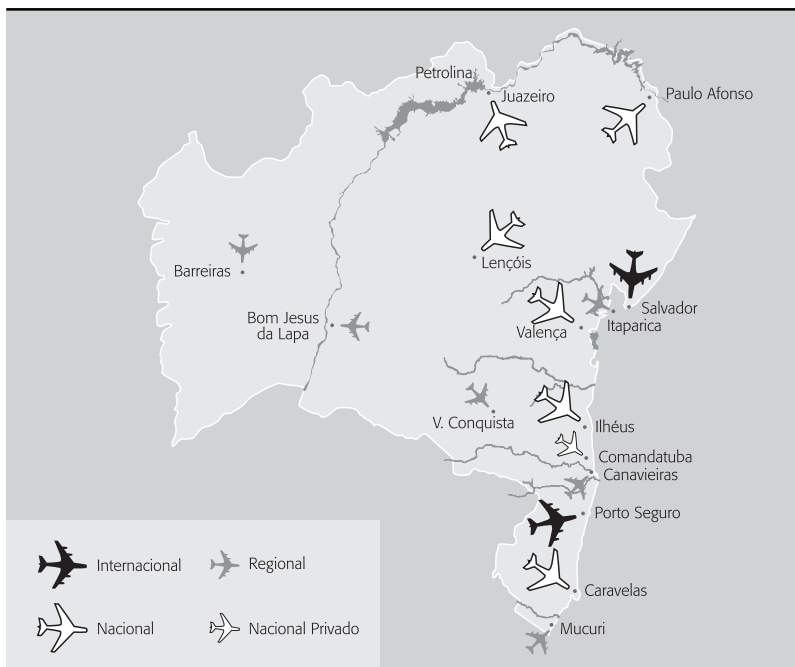 Petrolina
Juazeiro
Paulo Afonso
Lençóis
Barreiras
Salvador
Itaparica
Bom Jesus
da Lapa
Valença
V. Conquista
Ilhéus
Comandatuba
Canavieiras
Porto Seguro
Internacional
Regional
Caravelas
Nacional
Nacional Privado
Mucuri